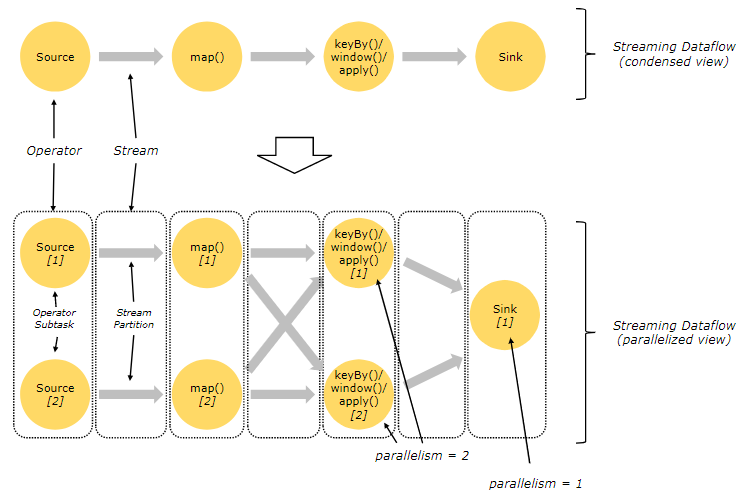 Source
map()
keyBy()/
window()/
apply()
Sink
Streaming Dataflow
(condensed view)
Operator
Stream
Source
[1]
map()
[1]
keyBy()/
window()/
apply()
[1]
Operator
Subtask
Stream
Partition
Sink
[1]
Streaming Dataflow
(parallelized view)
Source
[2]
map()
[2]
keyBy()/
window()/
apply()
[2]
parallelism = 2
parallelism = 1